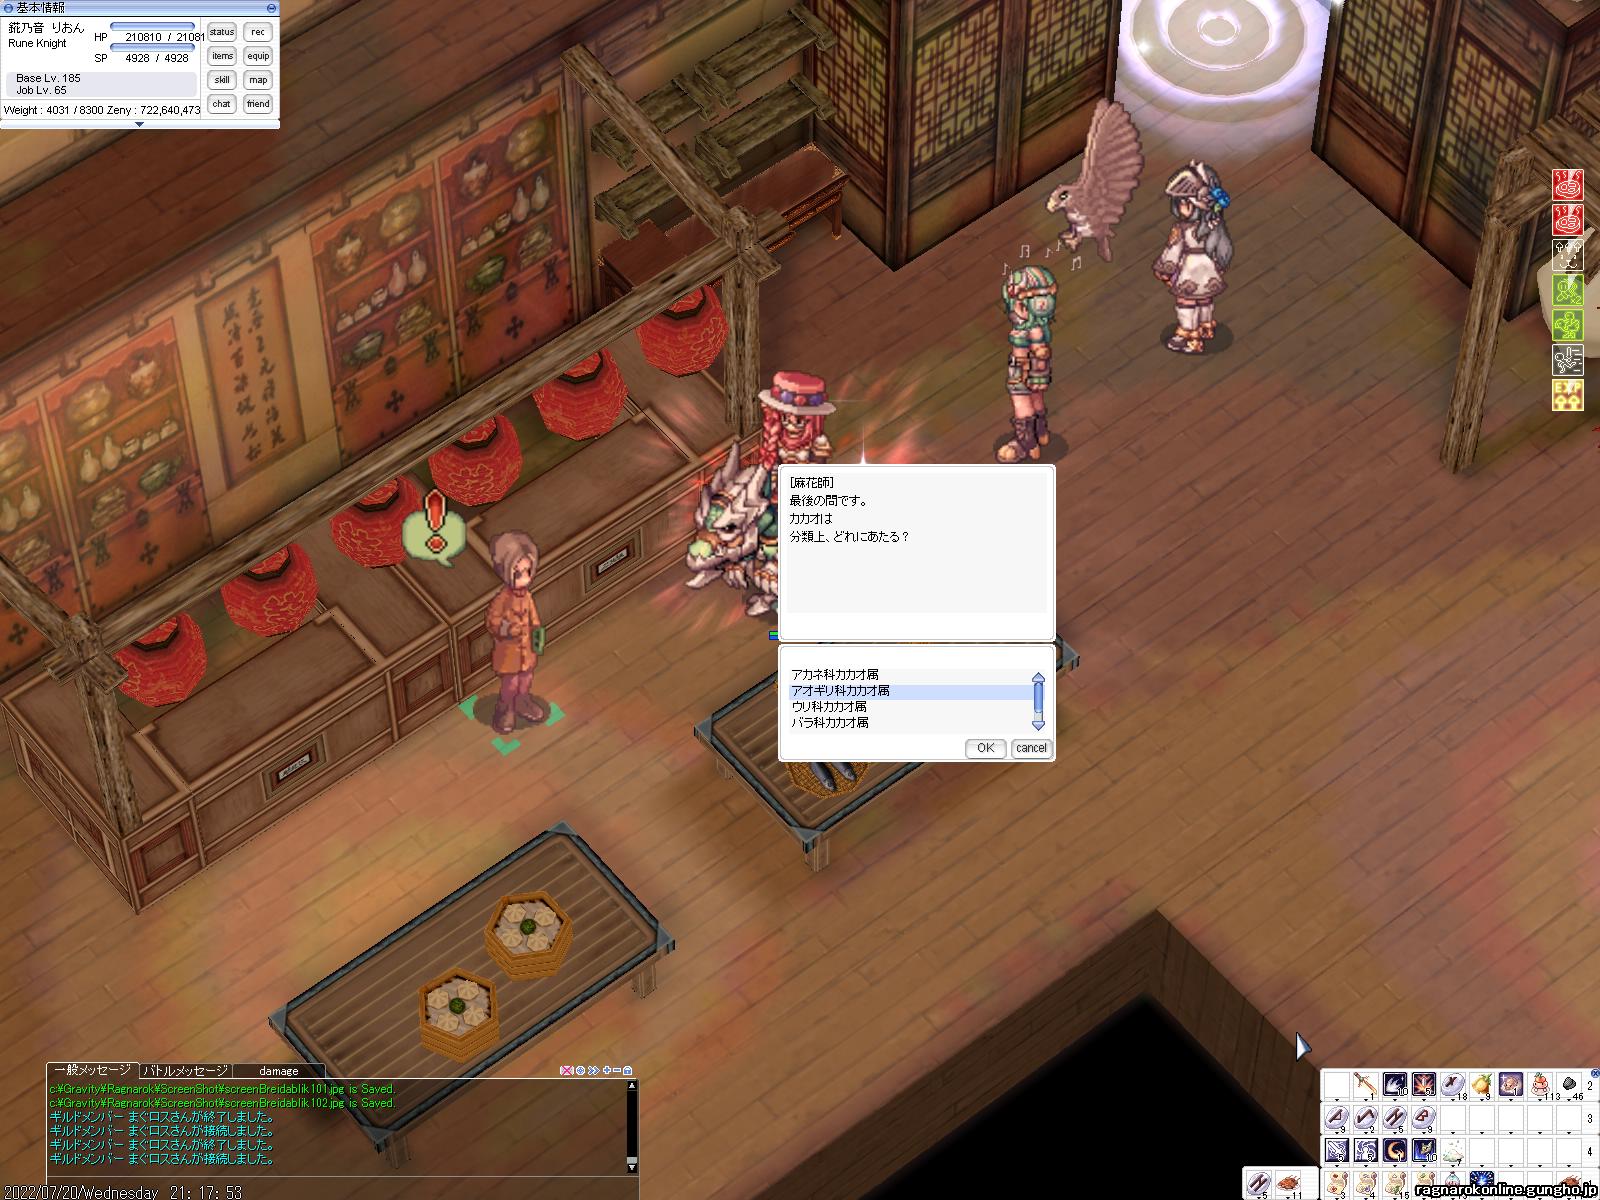 基本情報
錵乃音 りおん
Rune Knight
HP 210810 / 21081
SP 4928 / 4928
Base Lv. 185
Job Lv. 65
Weight : 4031 / 8300 Zeny : 722,640,473
status rec
items equip
skill map
chat friend
EXP
[麻花師]
最後の問です。
カカオは
分類上、どれにあたる？
アカネ科カカオ属
アオギリ科カカオ属
ウリ科カカオ属
バラ科カカオ属
OK cancel
一般メッセージ バトルメッセージ damage
c:¥Gravity¥Ragnarok¥ScreenShot¥screenBreidablik101.jpg is Saved.
c:¥Gravity¥Ragnarok¥ScreenShot¥screenBreidablik102.jpg is Saved.
ギルドメンバー まぐロスさんが終了しました。
ギルドメンバー まぐロスさんが接続しました。
ギルドメンバー まぐロスさんが終了しました。
ギルドメンバー まぐロスさんが接続しました。
2022/07/20/Wednesday 21:17:53
2
3
4
ragnarokonline.gungho.jp